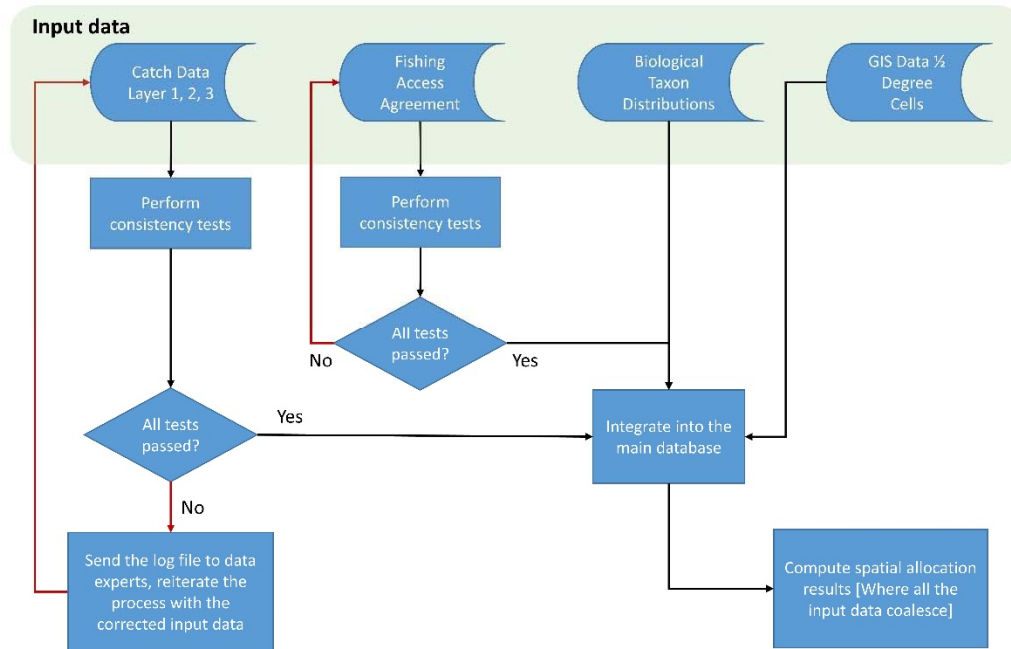 Input data
Catch Data
Layer 1, 2, 3
Fishing
Access
Agreement
Biological
Taxon
Distributions
GIS Data ½
Degree
Cells
Perform
consistency tests
Perform
consistency tests
All tests
passed?
No
Yes
All tests
passed?
Yes
No
Integrate into the
main database
Send the log file to data
experts, reiterate the
process with the
corrected input data
Compute spatial allocation
results [Where all the
input data coalesce]